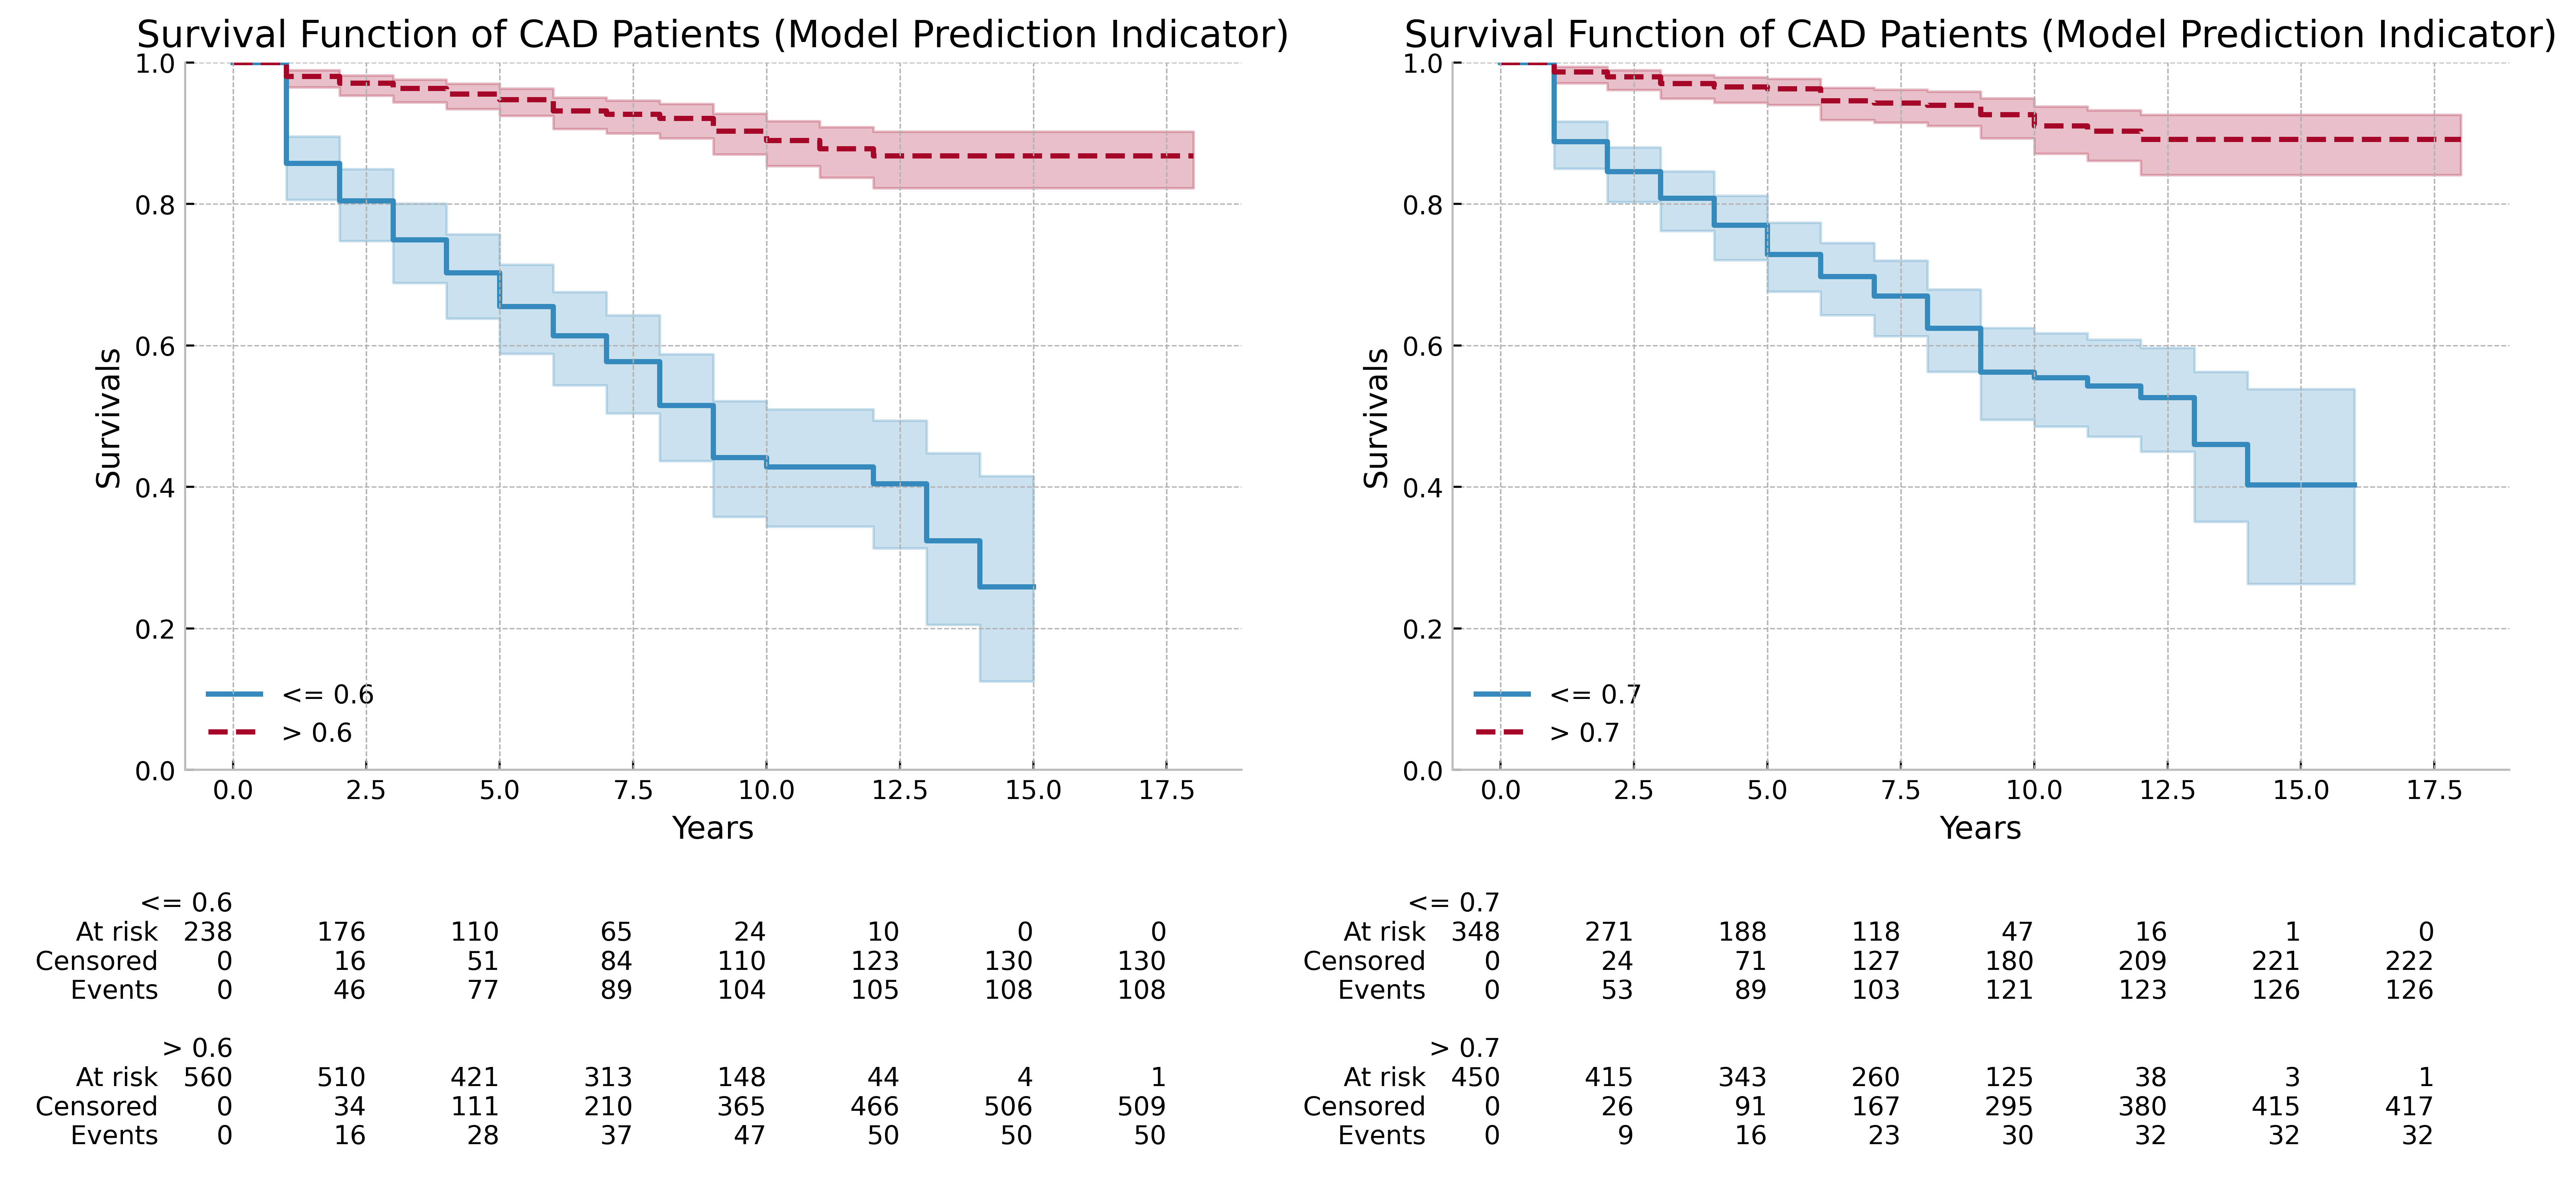 Survival Function of CAD Patients (Model Prediction Indicator)
1.0
0.8
0.6
0.4
0.2
0.0
Survivals
<= 0.6
> 0.6
0.0 2.5 5.0 7.5 10.0 12.5 15.0 17.5
Years
<= 0.6
At risk 238 176 110 65 24 10 0 0
Censored 0 16 51 84 110 123 130 130
Events 0 46 77 89 104 105 108 108
> 0.6
At risk 560 510 421 313 148 44 4 1
Censored 0 34 111 210 365 466 506 509
Events 0 16 28 37 47 50 50 50
Survival Function of CAD Patients (Model Prediction Indicator)
1.0
0.8
0.6
0.4
0.2
0.0
Survivals
<= 0.7
> 0.7
0.0 2.5 5.0 7.5 10.0 12.5 15.0 17.5
Years
<= 0.7
At risk 348 271 188 118 47 16 1 0
Censored 0 24 71 127 180 209 221 222
Events 0 53 89 103 121 123 126 126
> 0.7
At risk 450 415 343 260 125 38 3 1
Censored 0 26 91 167 295 380 415 417
Events 0 9 16 23 30 32 32 32